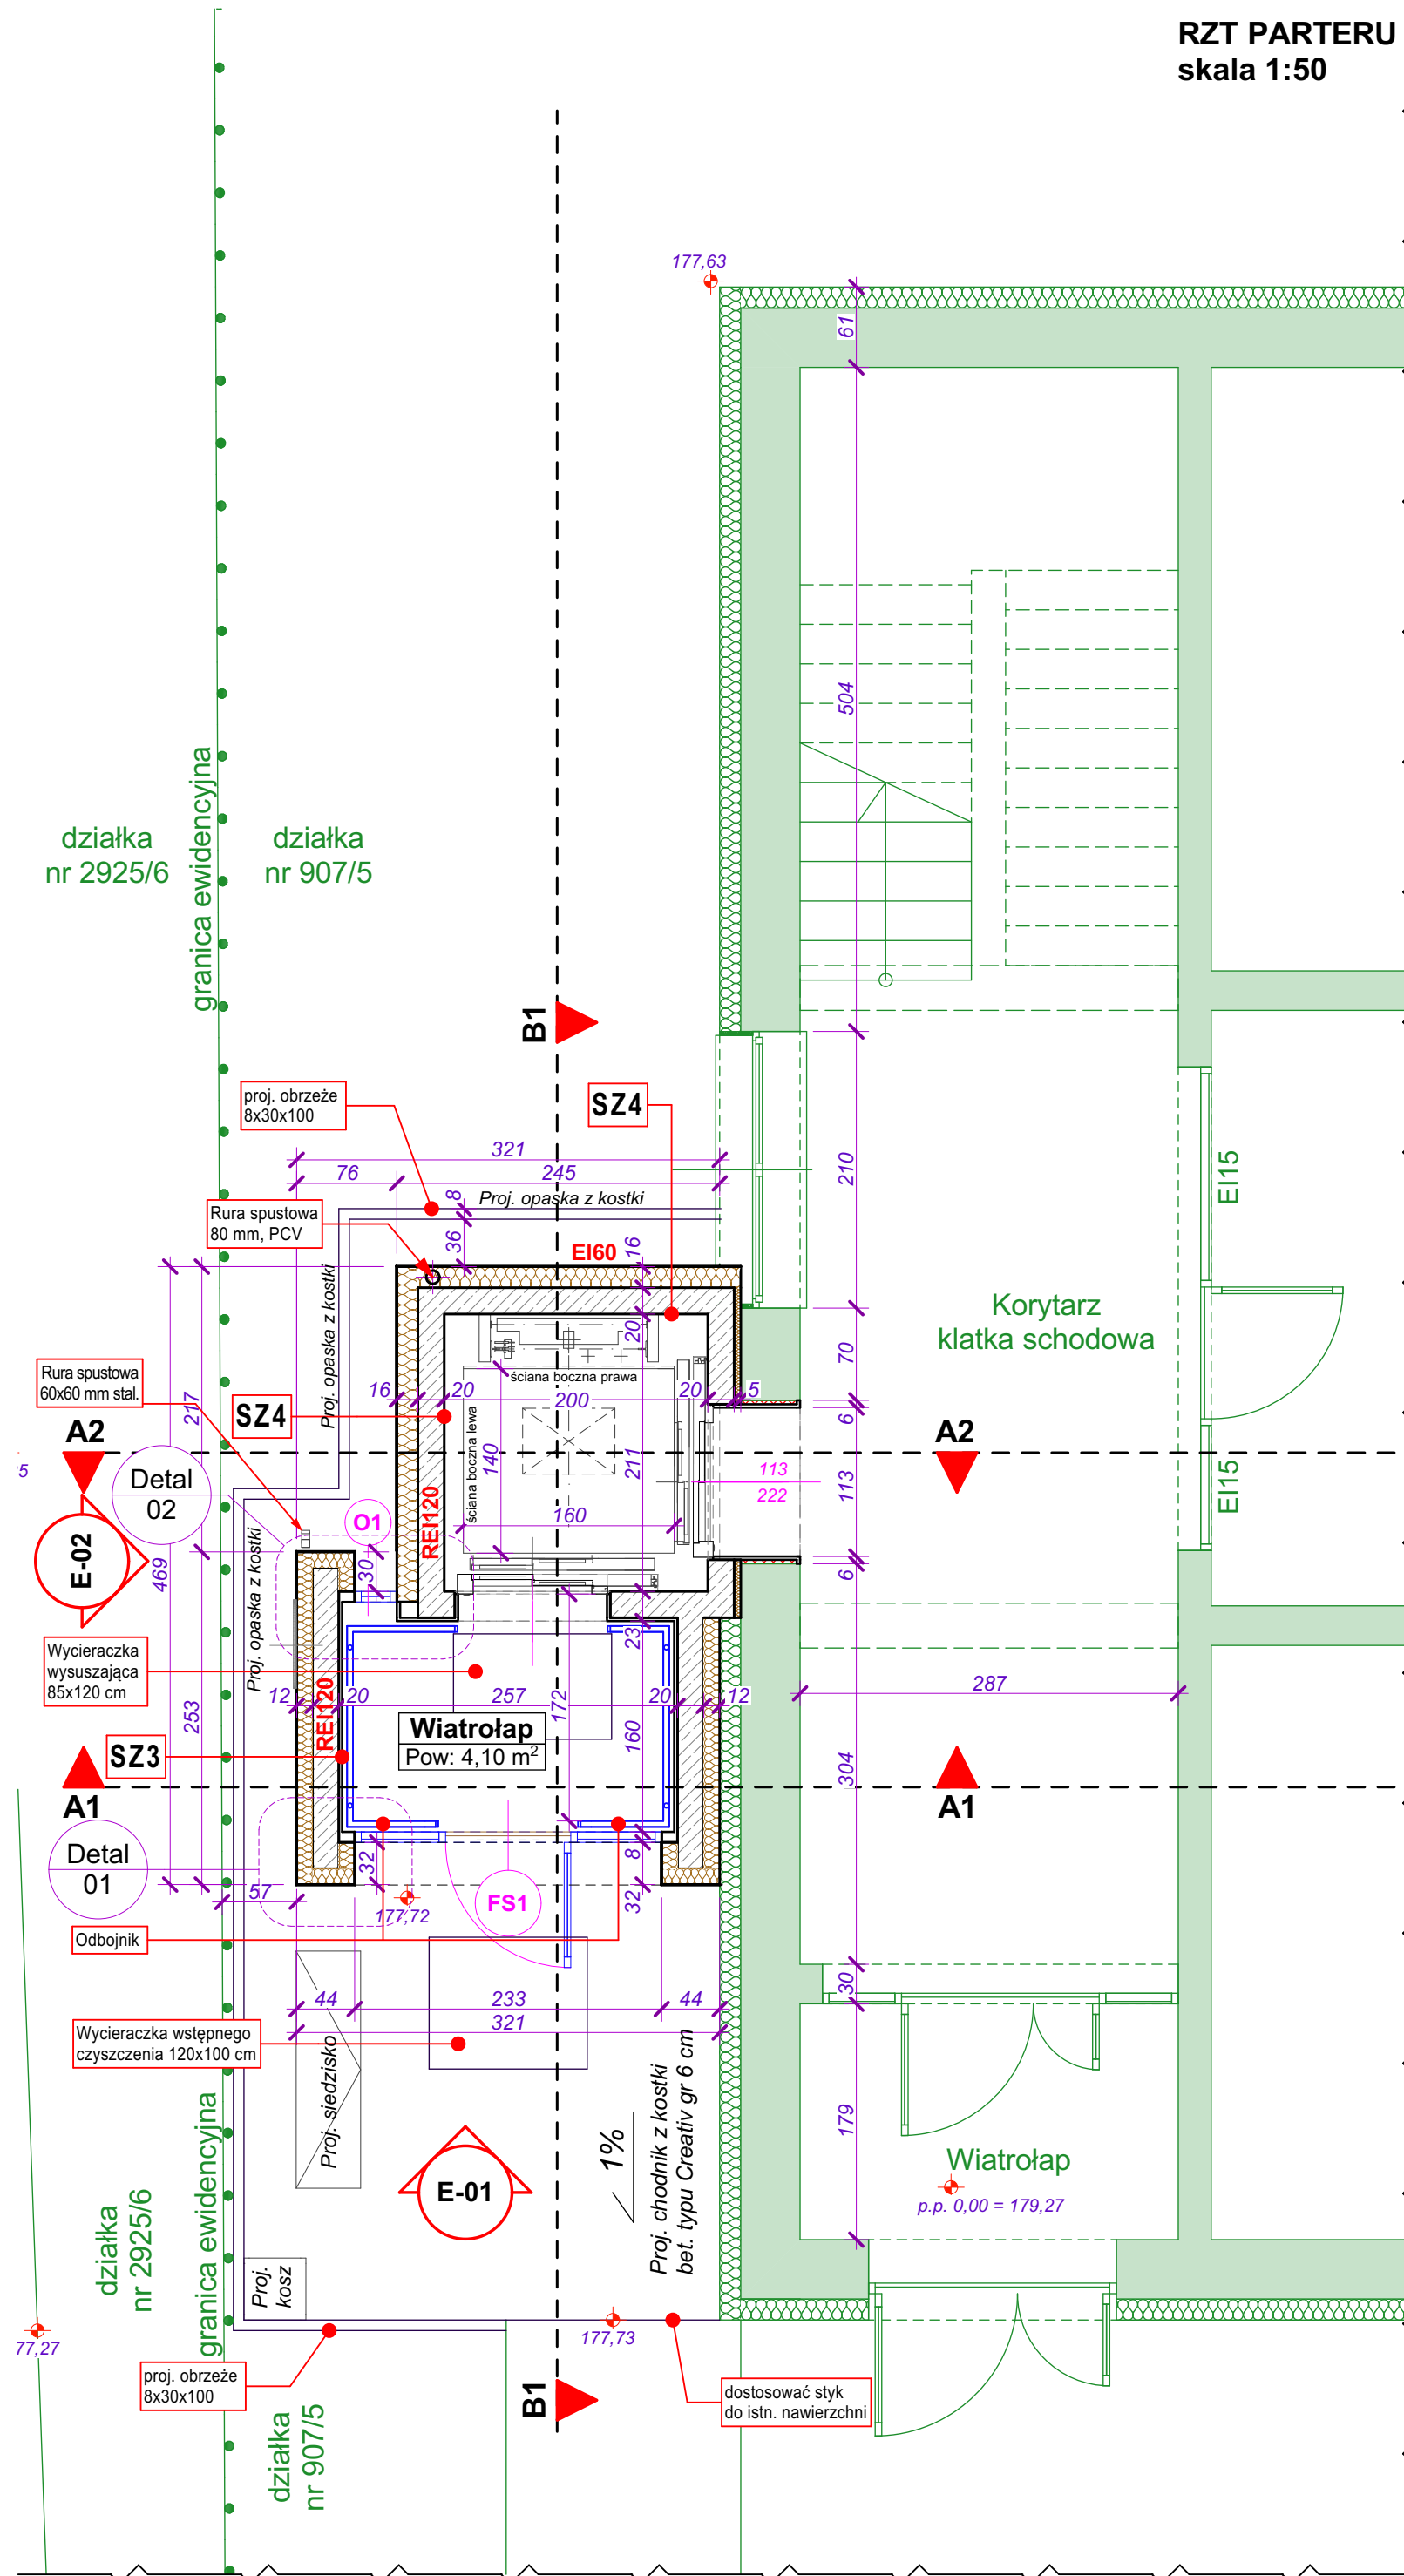 RZT PARTERU
skala 1:50
177,63
61
504
działka
nr 2925/6
granica ewidencyjna
działka
nr 907/5
B1
proj. obrzeże
8x30x100
SZ4
321
76
245
8
Proj. opaska z kostki
210
EI15
Rura spustowa
80 mm, PCV
36
EI60
16
Proj. opaska z kostki
Korytarz
klatka schodowa
20
70
Rura spustowa
60x60 mm stal.
217
ściana boczna prawa
16
20
200
20
5
SZ4
6
A2
A2
5
Detal
02
ściana boczna lewa
140
211
113
222
113
EI15
REI120
160
O1
E-02
469
30
6
Proj. opaska z kostki
23
Wycieraczka
wysuszająca
85x120 cm
253
12
20
257
20
12
287
REI120
172
160
Wiatrołap
Pow: 4,10 m²
SZ3
304
A1
A1
Detal
01
32
8
57
177,72
FS1
32
Odbojnik
30
44
233
44
321
Wycieraczka wstępnego
czyszczenia 120x100 cm
Proj. siedzisko
179
1%
Proj. chodnik z kostki
bet. typu Creativ gr 6 cm
Wiatrołap
p.p. 0,00 = 179,27
E-01
działka
nr 2925/6
granica ewidencyjna
Proj.
kosz
77,27
177,73
proj. obrzeże
8x30x100
B1
dostosować styk
do istn. nawierzchni
działka
nr 907/5